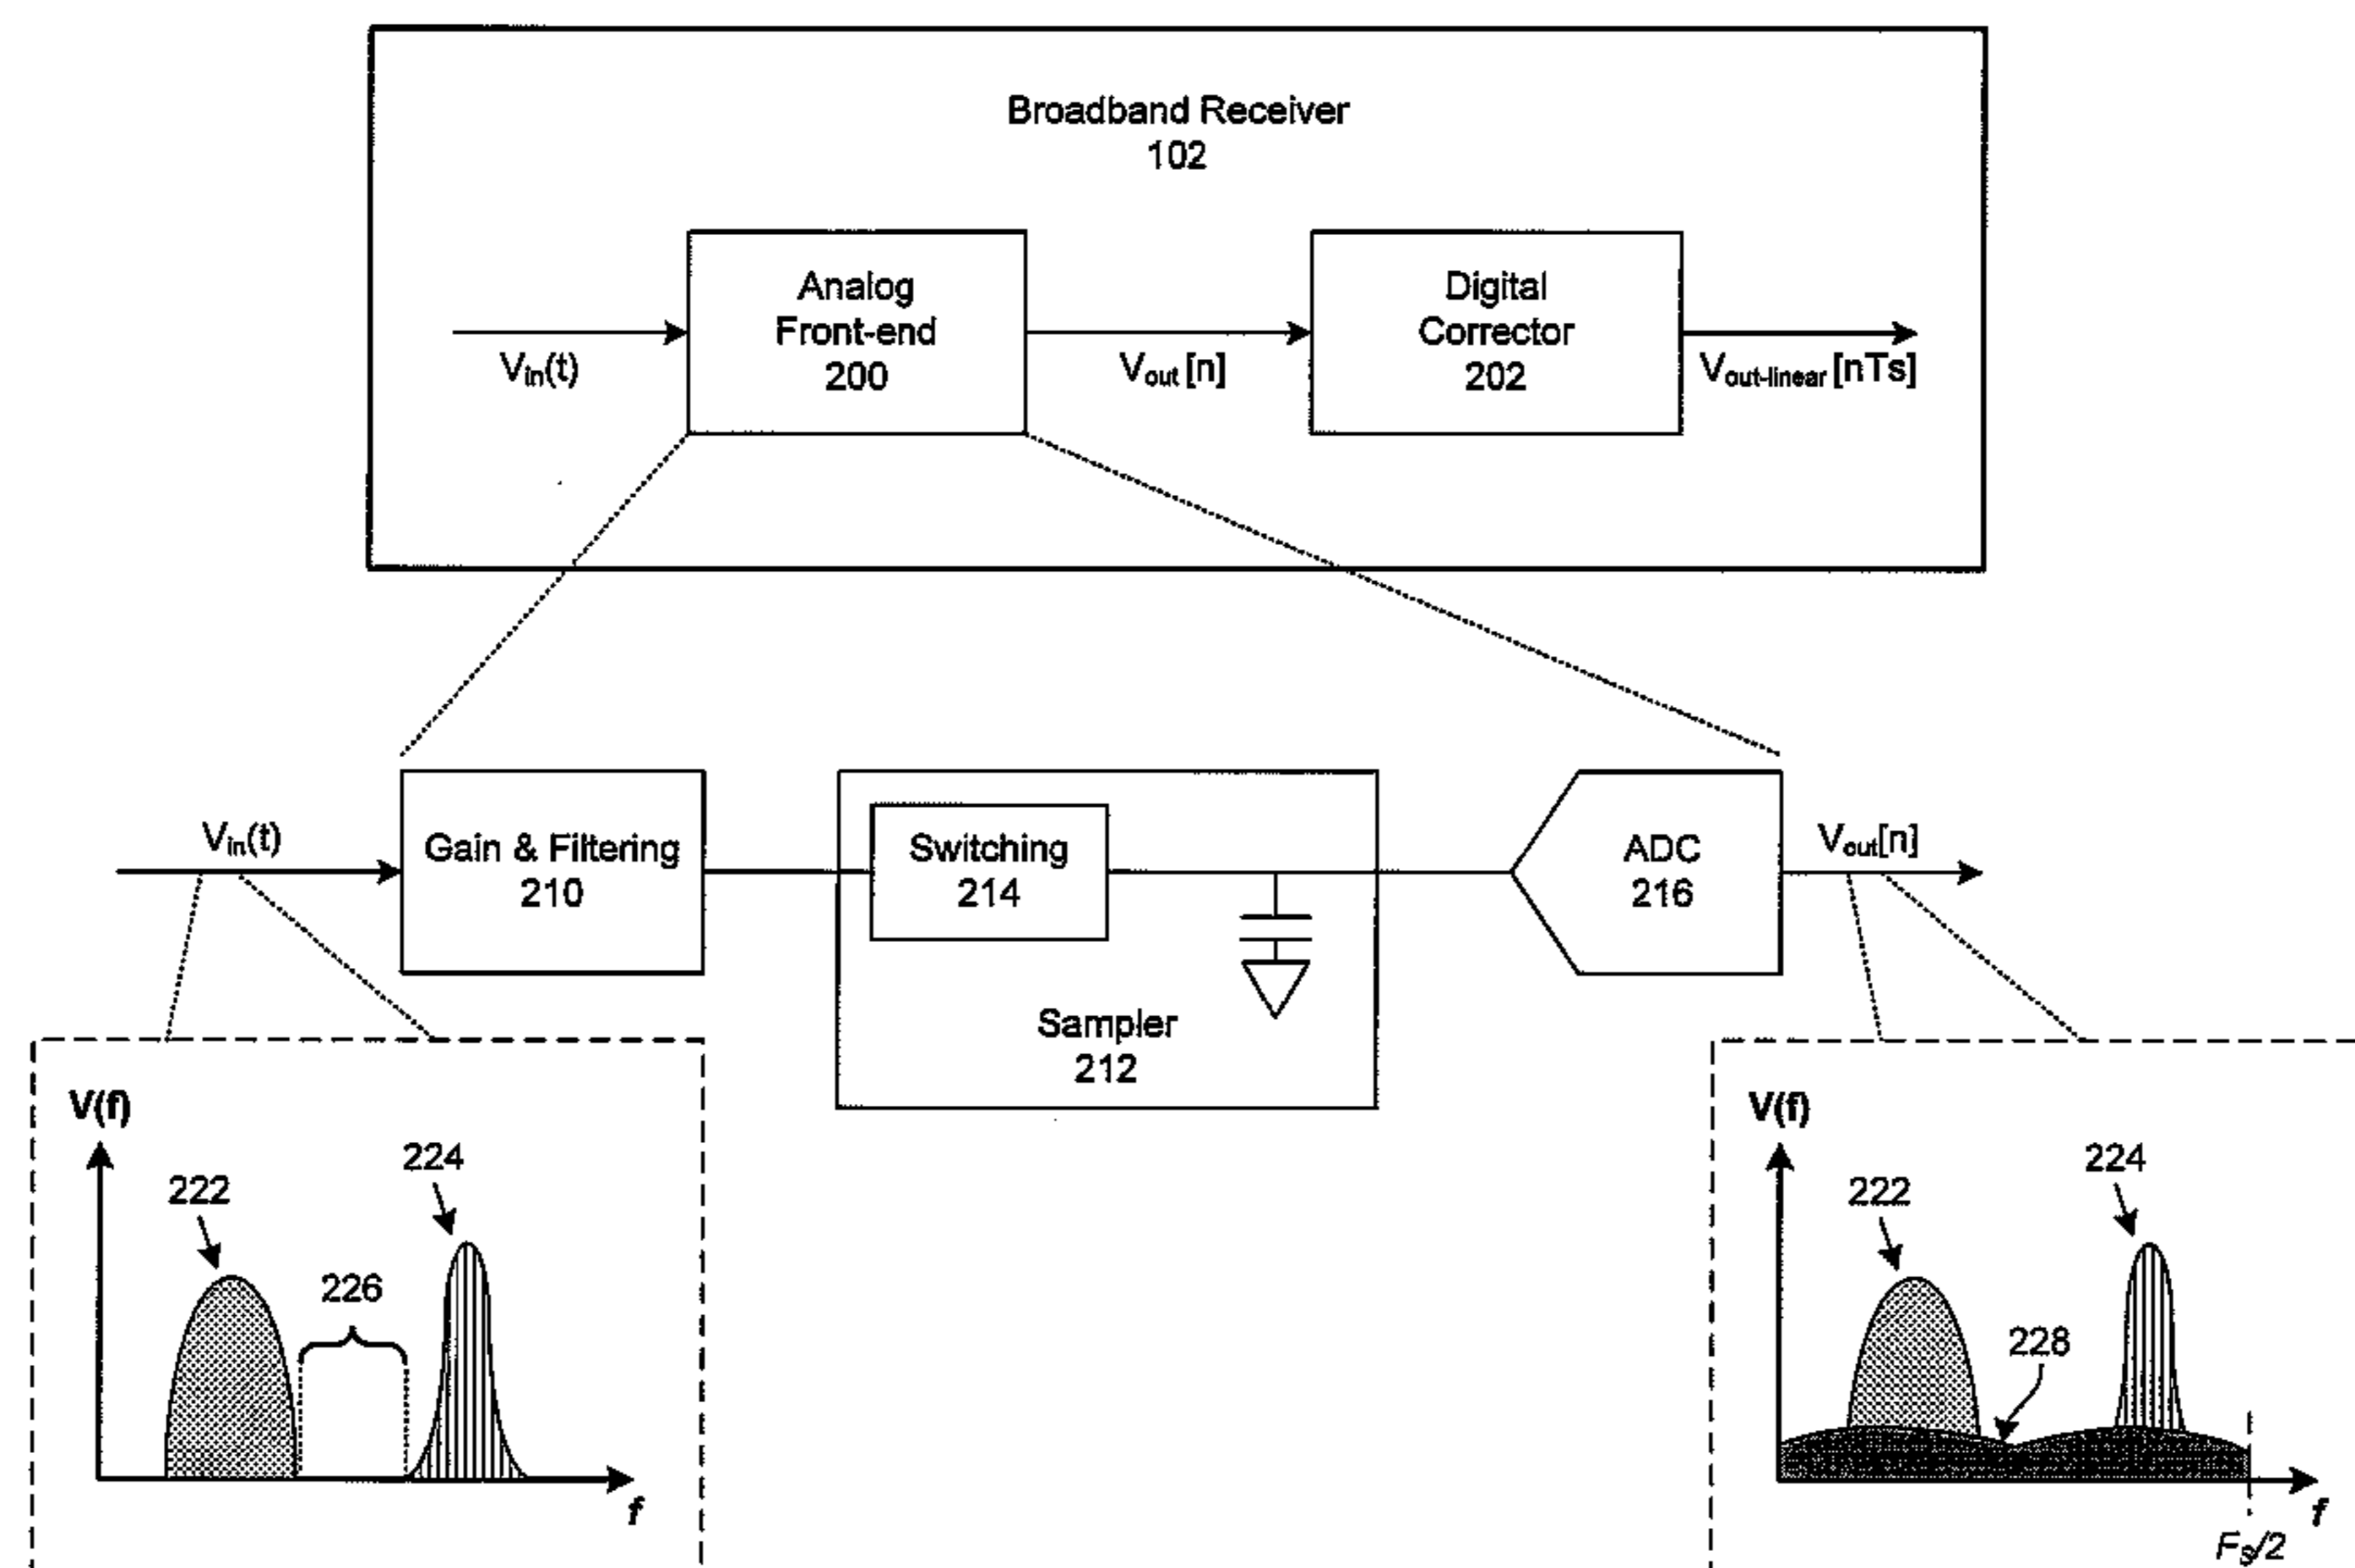 Broadband Receiver
102
Analog
Front-end
200
Digital
Corrector
202
Vin(t)
Vout [n]
Vout-linear [nTs]
Vin(t)
Gain & Filtering
210
Switching
214
Sampler
212
ADC
216
Vout[n]
V(f)
222
224
226
f
V(f)
222
224
228
f
FS/2